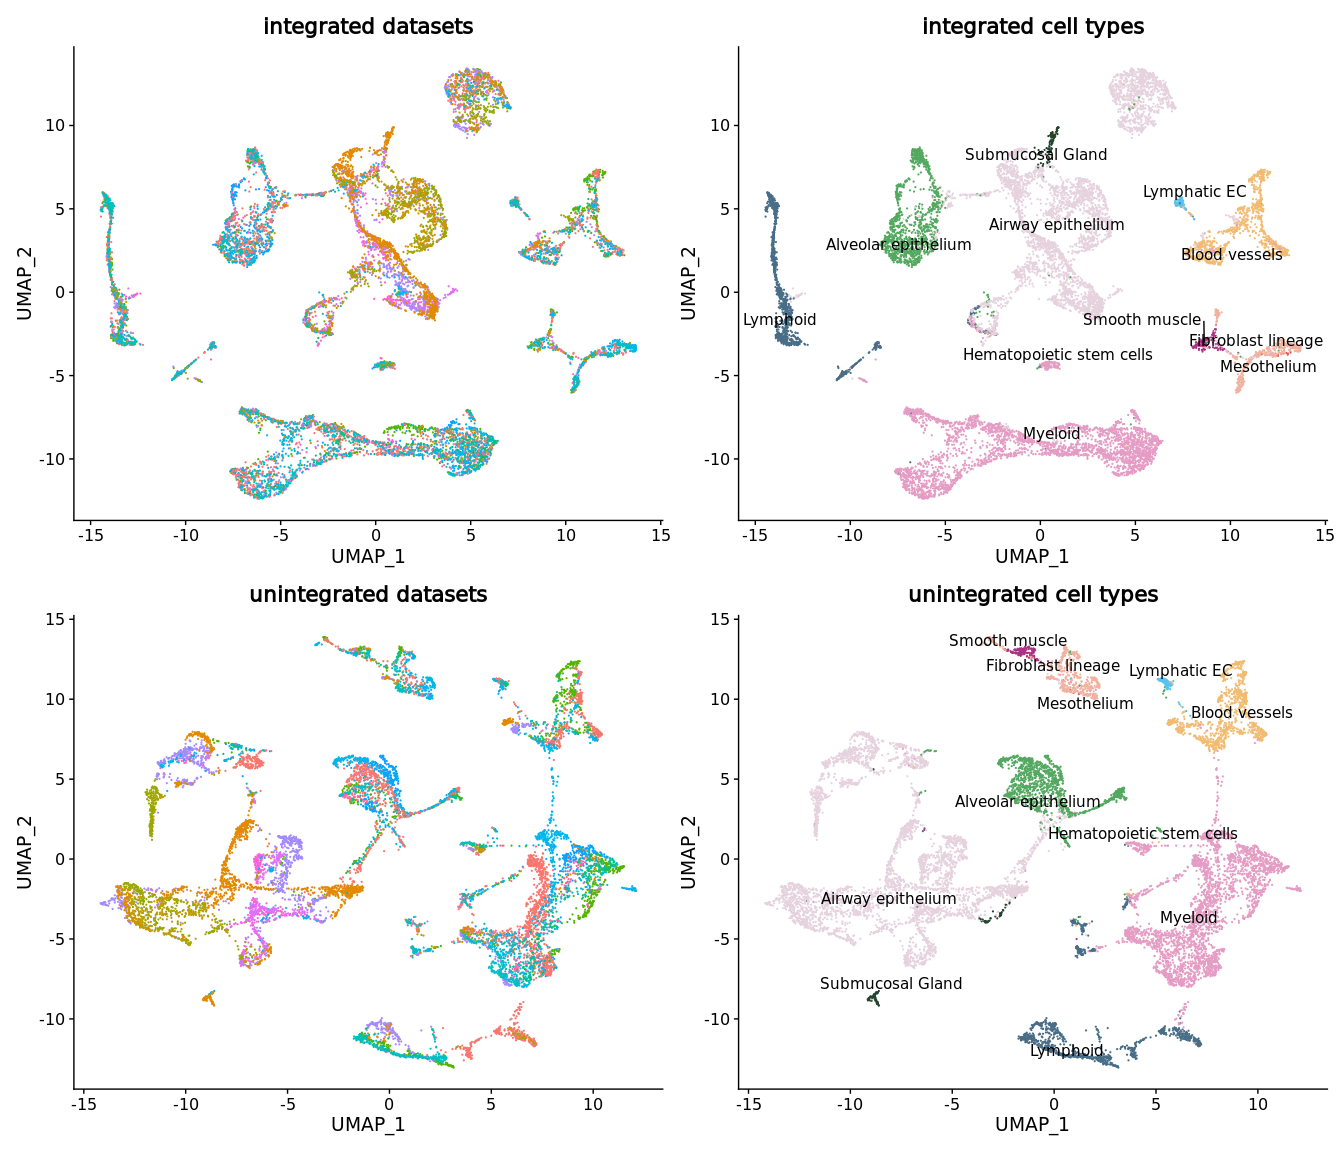 integrated datasets
integrated cell types
UMAP_2
10
5
0
-5
-10
-15
-10
-5
0
5
10
15
UMAP_1
UMAP_2
10
5
0
-5
-10
Submucosal Gland
Lymphatic EC
Airway epithelium
Alveolar epithelium
Blood vessels
Lymphoid
Smooth muscle
Fibroblast lineage
Hematopoietic stem cells
Mesothelium
Myeloid
-15
-10
-5
0
5
10
15
UMAP_1
unintegrated datasets
unintegrated cell types
UMAP_2
15
10
5
0
-5
-10
-15
-10
-5
0
5
10
UMAP_1
UMAP_2
15
10
5
0
-5
-10
Smooth muscle
Fibroblast lineage
Lymphatic EC
Mesothelium
Blood vessels
Alveolar epithelium
Hematopoietic stem cells
Airway epithelium
Myeloid
Submucosal Gland
Lymphoid
-15
-10
-5
0
5
10
UMAP_1